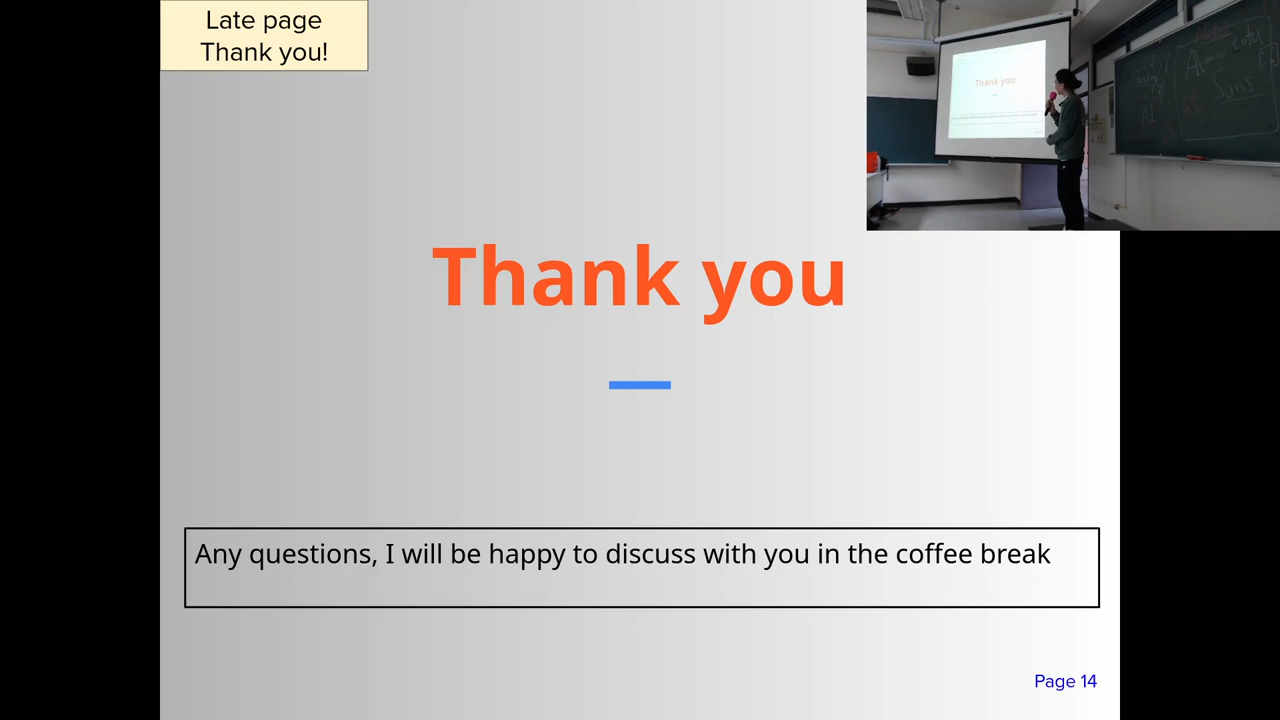 Late page
Thank you!
Thank you
Thank you
Any questions, I will be happy to discuss with you in the coffee break
Page 14